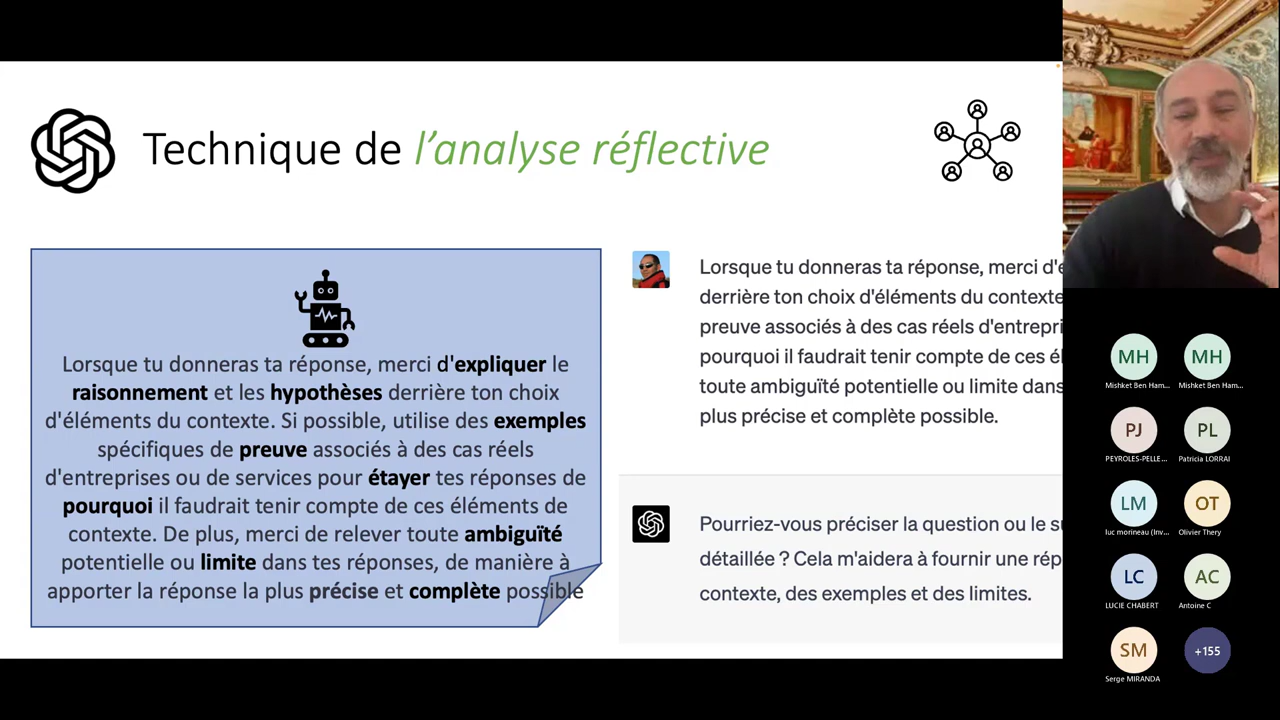 Technique de l’analyse réflective
Lorsque tu donneras ta réponse, merci d'expliquer le
raisonnement et les hypothèses derrière ton choix
d'éléments du contexte. Si possible, utilise des exemples
spécifiques de preuve associés à des cas réels
d'entreprises ou de services pour étayer tes réponses de
pourquoi il faudrait tenir compte de ces éléments de
contexte. De plus, merci de relever toute ambiguïté
potentielle ou limite dans tes réponses, de manière à
apporter la réponse la plus précise et complète possible
Lorsque tu donneras ta réponse, merci d'e
derrière ton choix d'éléments du contexte
preuve associés à des cas réels d'entrepri
pourquoi il faudrait tenir compte de ces él
toute ambiguïté potentielle ou limite dans
plus précise et complète possible.
Pourriez-vous préciser la question ou le su
détaillée ? Cela m'aidera à fournir une rép
contexte, des exemples et des limites.
MH
Mishket Ben Ham...
MH
Mishket Ben Ham...
PJ
PEYROLES-PELLE...
PL
Patricia LORRAI
LM
luc morineau (Inv...
OT
Olivier Thery
LC
LUCIE CHABERT
AC
Antoine C
SM
Serge MIRANDA
+155